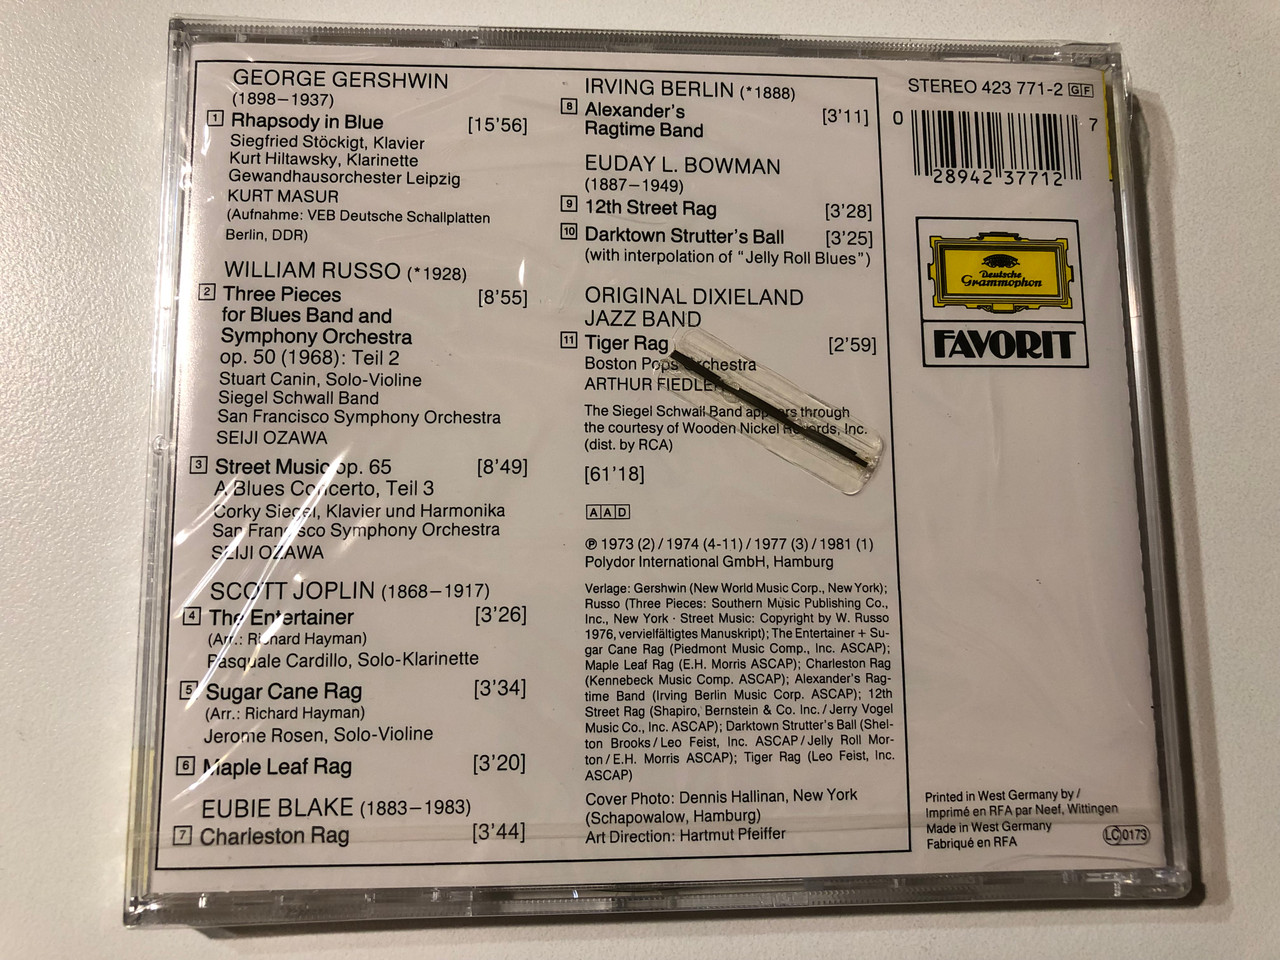 GEORGE GERSHWIN
(1898–1937)
1 Rhapsody in Blue [15'56]
Siegfried Stöckigt, Klavier
Kurt Hiltawsky, Klarinette
Gewandhausorchester Leipzig
KURT MASUR
(Aufnahme: VEB Deutsche Schallplatten
Berlin, DDR)
WILLIAM RUSSO (*1928)
2 Three Pieces [8'55]
for Blues Band and
Symphony Orchestra
op. 50 (1968): Teil 2
Stuart Canin, Solo-Violine
Siegel Schwall Band
San Francisco Symphony Orchestra
SEIJI OZAWA
3 Street Music op. 65 [8'49]
A Blues Concerto, Teil 3
Corky Siegel, Klavier und Harmonika
San Francisco Symphony Orchestra
SEIJI OZAWA
SCOTT JOPLIN (1868–1917)
4 The Entertainer [3'26]
(Arr.: Richard Hayman)
Pasquale Cardillo, Solo-Klarinette
5 Sugar Cane Rag [3'34]
(Arr.: Richard Hayman)
Jerome Rosen, Solo-Violine
6 Maple Leaf Rag [3'20]
EUBIE BLAKE (1883–1983)
7 Charleston Rag [3'44]
IRVING BERLIN (*1888)
8 Alexander's [3'11]
Ragtime Band
EUDAY L. BOWMAN
(1887–1949)
9 12th Street Rag [3'28]
10 Darktown Strutter's Ball [3'25]
(with interpolation of "Jelly Roll Blues")
ORIGINAL DIXIELAND
JAZZ BAND
11 Tiger Rag [2'59]
Boston Pops Orchestra
ARTHUR FIEDLER
The Siegel Schwall Band appears through
the courtesy of Wooden Nickel Records, Inc.
(dist. by RCA)
[61'18]
AAD
℗ 1973 (2) / 1974 (4-11) / 1977 (3) / 1981 (1)
Polydor International GmbH, Hamburg
Verlage: Gershwin (New World Music Corp., New York);
Russo (Three Pieces: Southern Music Publishing Co.,
Inc., New York · Street Music: Copyright by W. Russo
1976, vervielfältigtes Manuskript); The Entertainer + Su-
gar Cane Rag (Piedmont Music Comp., Inc. ASCAP);
Maple Leaf Rag (E.H. Morris ASCAP); Charleston Rag
(Kennebeck Music Comp. ASCAP); Alexander's Rag-
time Band (Irving Berlin Music Corp. ASCAP); 12th
Street Rag (Shapiro, Bernstein & Co. Inc. / Jerry Vogel
Music Co., Inc. ASCAP); Darktown Strutter's Ball (Shel-
ton Brooks / Leo Feist, Inc. ASCAP / Jelly Roll Mor-
ton / E.H. Morris ASCAP); Tiger Rag (Leo Feist, Inc.
ASCAP)
Cover Photo: Dennis Hallinan, New York
(Schapowalow, Hamburg)
Art Direction: Hartmut Pfeiffer
STEREO 423 771-2 GF
0 28942 37712 7
Deutsche
Grammophon
FAVORIT
Printed in West Germany by /
Imprimé en RFA par Neef, Wittingen
Made in West Germany
Fabriqué en RFA
LC 0173